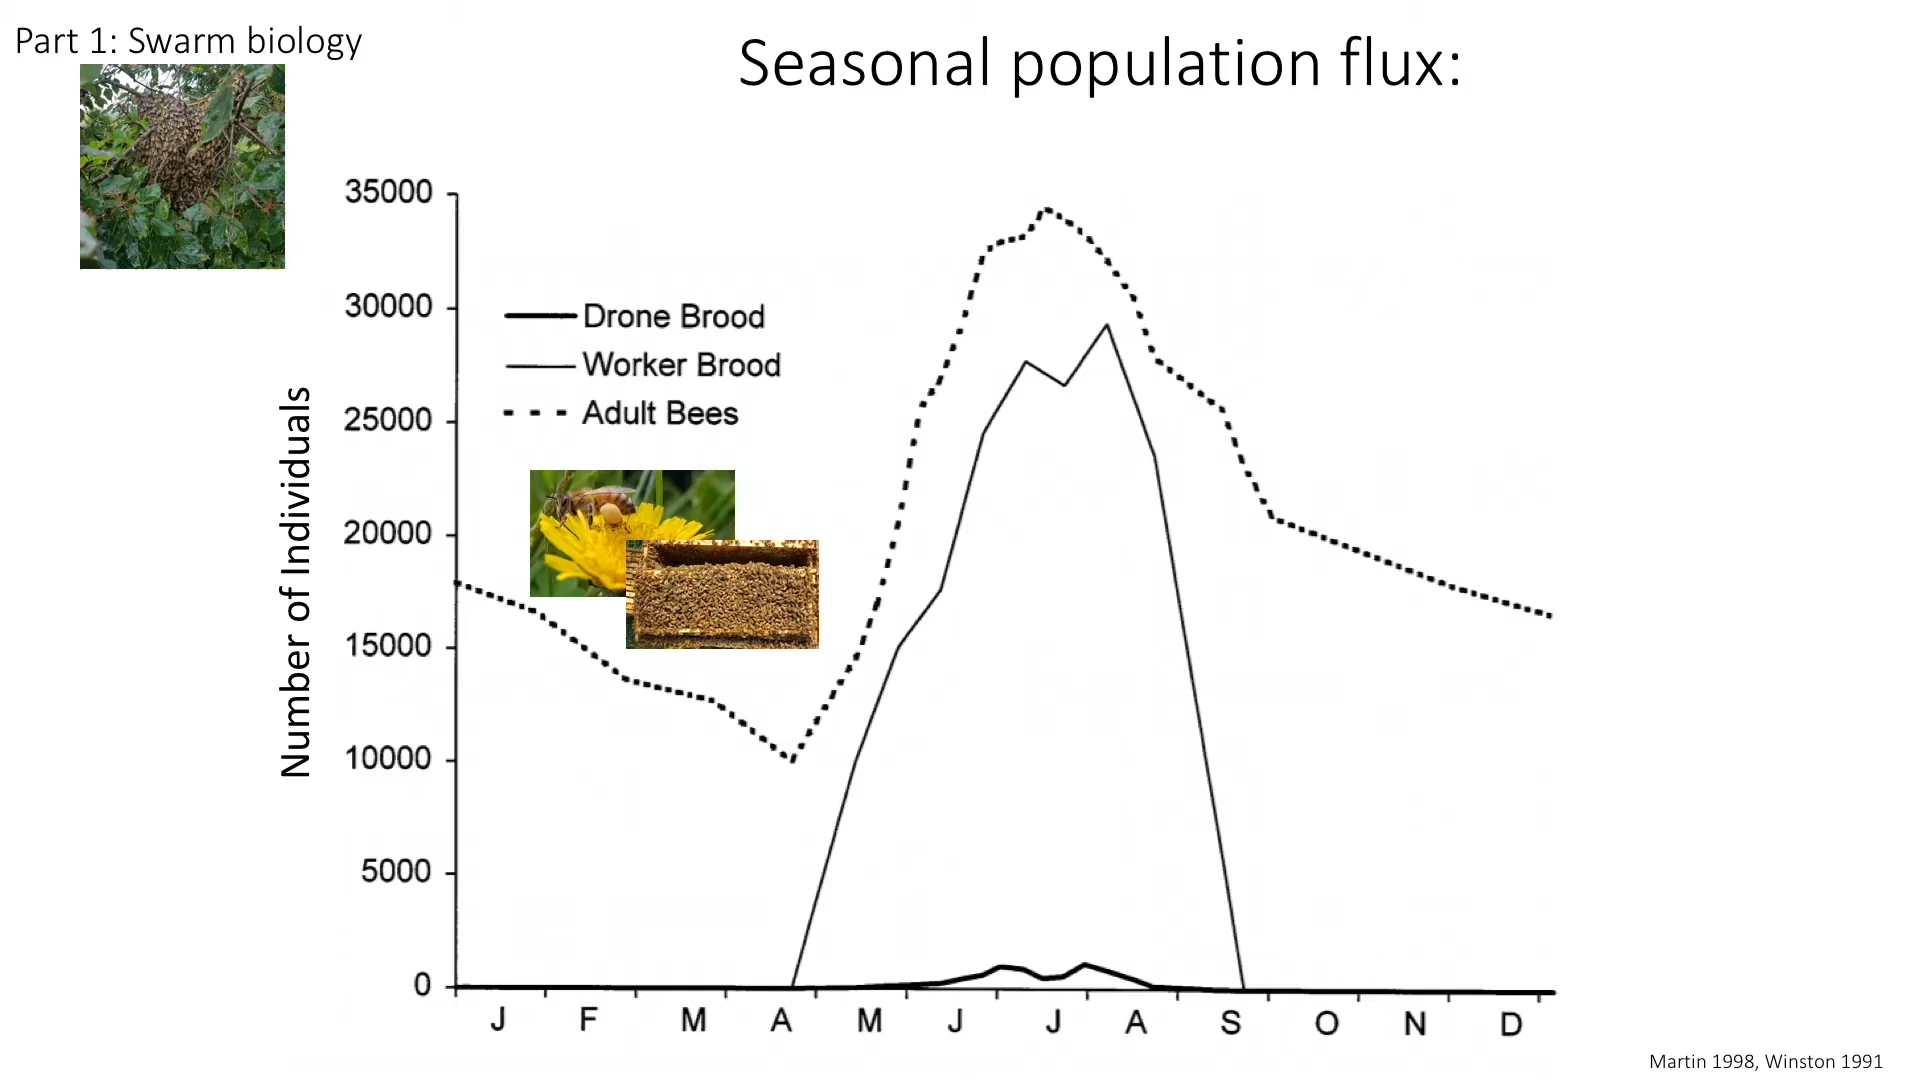 Part 1: Swarm biology
Seasonal population flux:
35000
30000
25000
20000
15000
10000
5000
0
Number of Individuals
Drone Brood
Worker Brood
Adult Bees
J F M A M J J A S O N D
Martin 1998, Winston 1991